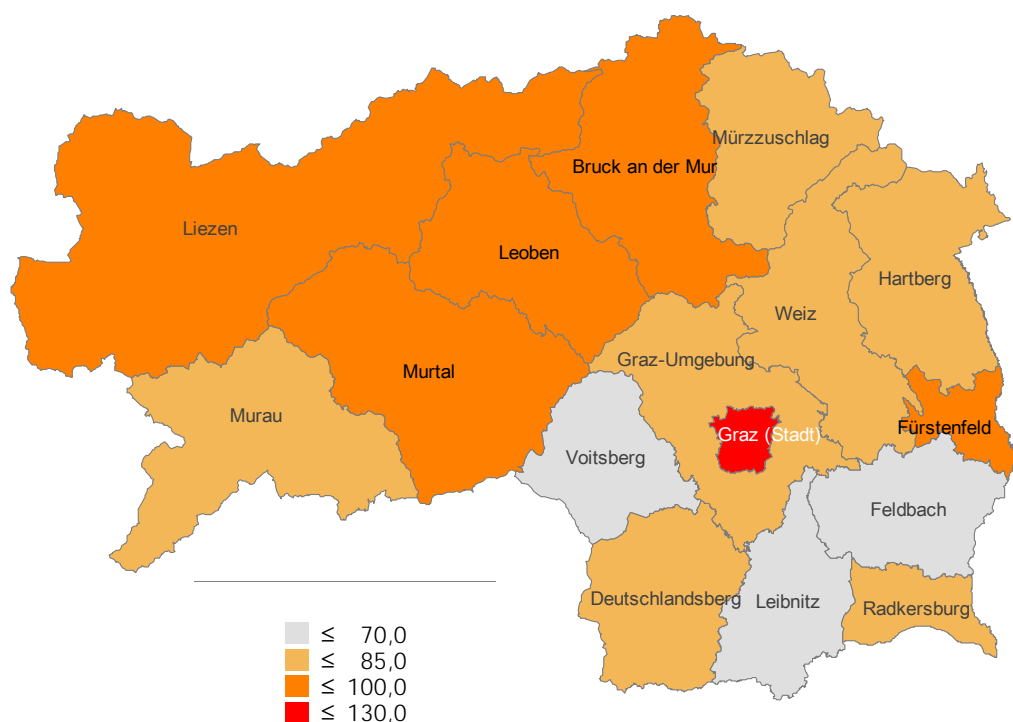 Mürzzuschlag
Bruck an der Mur
Liezen
Leoben
Hartberg
Weiz
Graz-Umgebung
Murtal
Murau
Fürstenfeld
Graz (Stadt)
Voitsberg
Feldbach
Deutschlandsberg
Leibnitz
Radkersburg
≤ 70,0
≤ 85,0
≤ 100,0
≤ 130,0